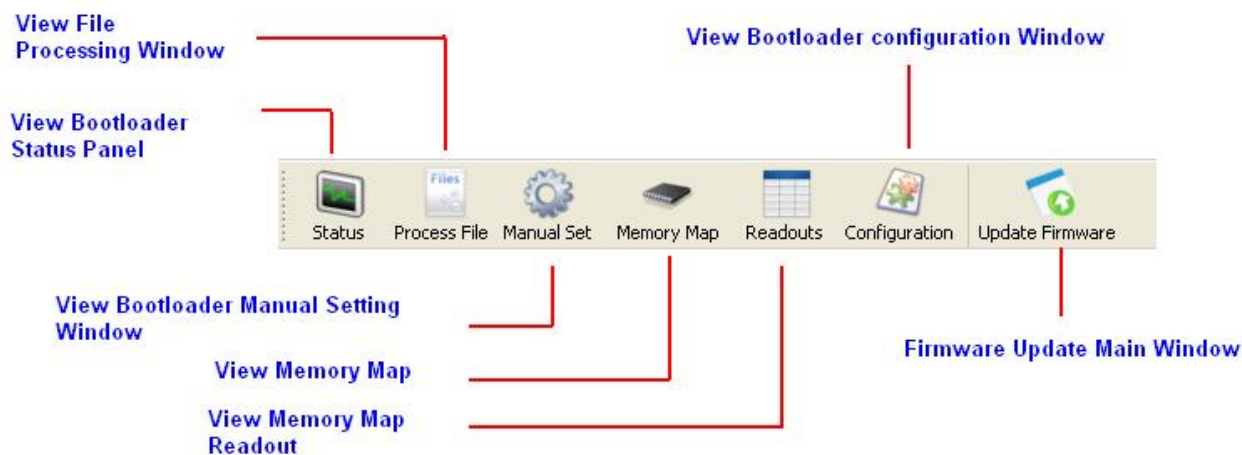 View File
Processing Window
View Bootloader configuration Window
View Bootloader
Status Panel
Files
Status
Process File
Manual Set
Memory Map
Readouts
Configuration
Update Firmware
View Bootloader Manual Setting
Window
Firmware Update Main Window
View Memory Map
View Memory Map
Readout